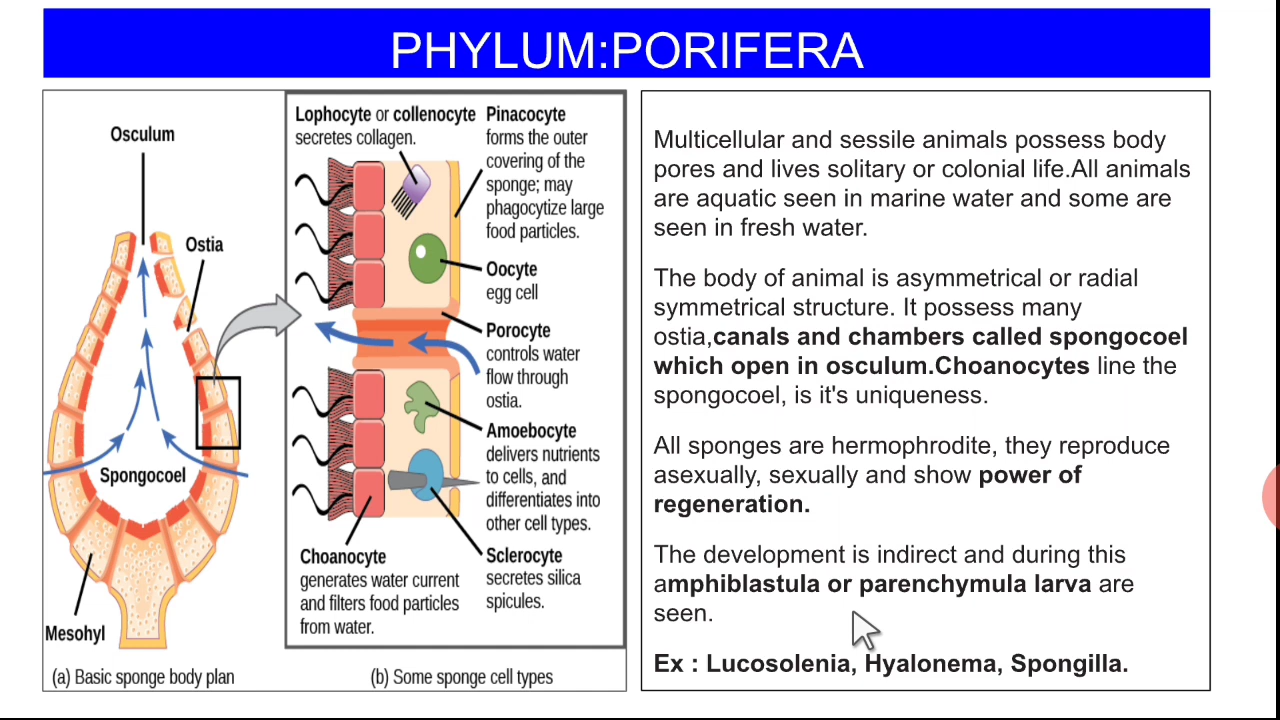 PHYLUM:PORIFERA
Osculum
Ostia
Spongocoel
Mesohyl
(a) Basic sponge body plan
Lophocyte or collenocyte
secretes collagen.
Pinacocyte
forms the outer
covering of the
sponge; may
phagocytize large
food particles.
Oocyte
egg cell
Porocyte
controls water
flow through
ostia.
Amoebocyte
delivers nutrients
to cells, and
differentiates into
other cell types.
Choanocyte
generates water current
and filters food particles
from water.
Sclerocyte
secretes silica
spicules.
(b) Some sponge cell types
Multicellular and sessile animals possess body
pores and lives solitary or colonial life.All animals
are aquatic seen in marine water and some are
seen in fresh water.
The body of animal is asymmetrical or radial
symmetrical structure. It possess many
ostia,canals and chambers called spongocoel
which open in osculum.Choanocytes line the
spongocoel, is it's uniqueness.
All sponges are hermophrodite, they reproduce
asexually, sexually and show power of
regeneration.
The development is indirect and during this
amphiblastula or parenchymula larva are
seen.
Ex : Lucosolenia, Hyalonema, Spongilla.